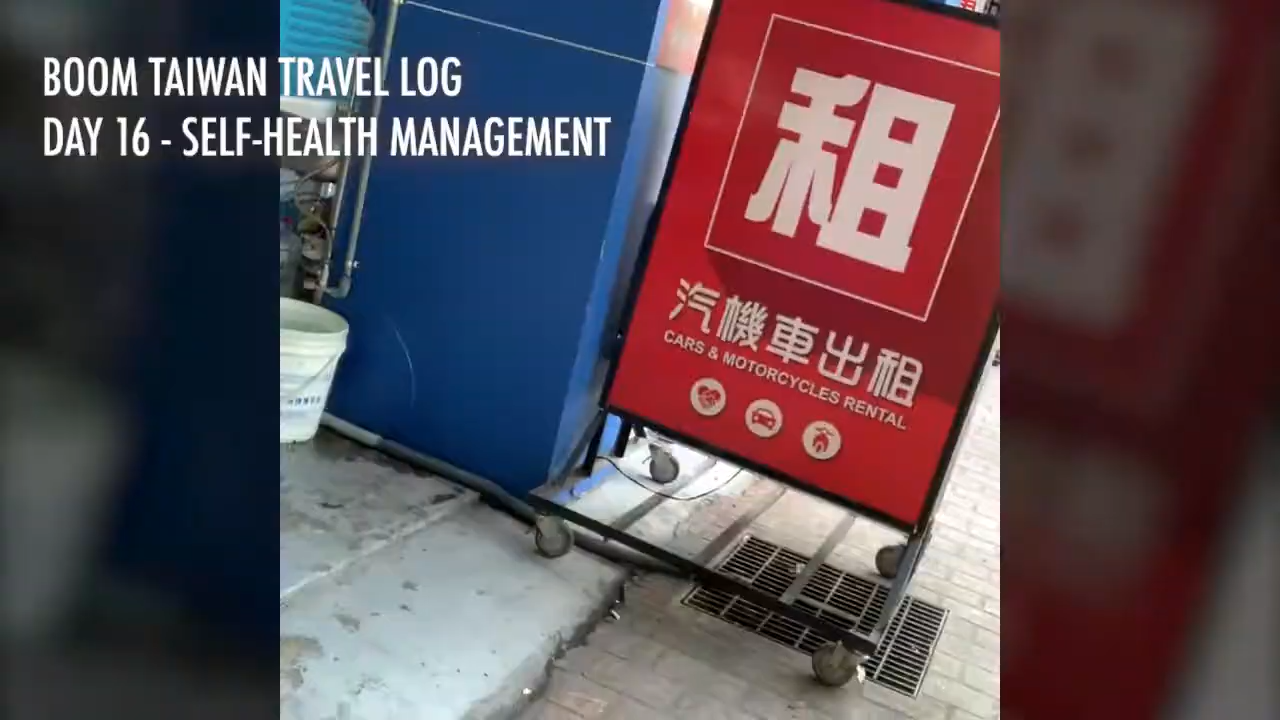 BOOM TAIWAN TRAVEL LOG
DAY 16 - SELF-HEALTH MANAGEMENT
租
汽機車出租
CARS & MOTORCYCLES RENTAL